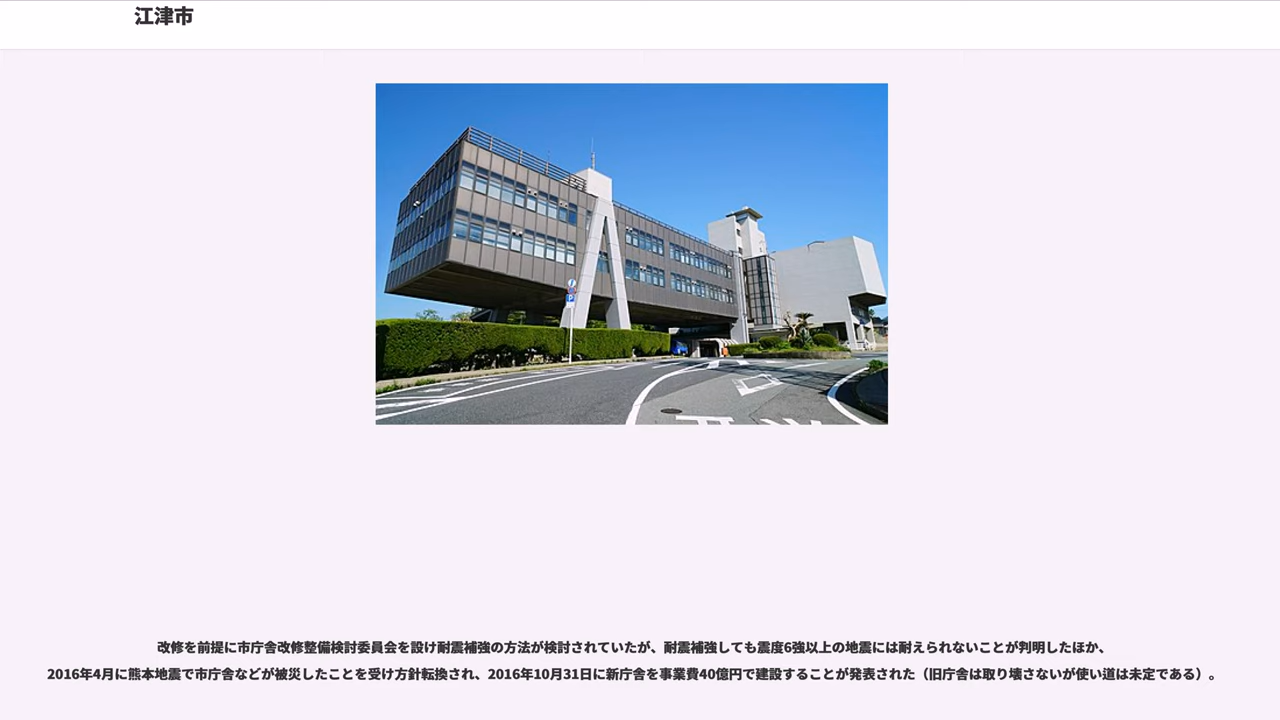 江津市
P
改修を前提に市庁舎改修整備検討委員会を設け耐震補強の方法が検討されていたが、耐震補強しても震度6強以上の地震には耐えられないことが判明したほか、
2016年4月に熊本地震で市庁舎などが被災したことを受け方針転換され、2016年10月31日に新庁舎を事業費40億円で建設することが発表された（旧庁舎は取り壊さないが使い道は未定である）。